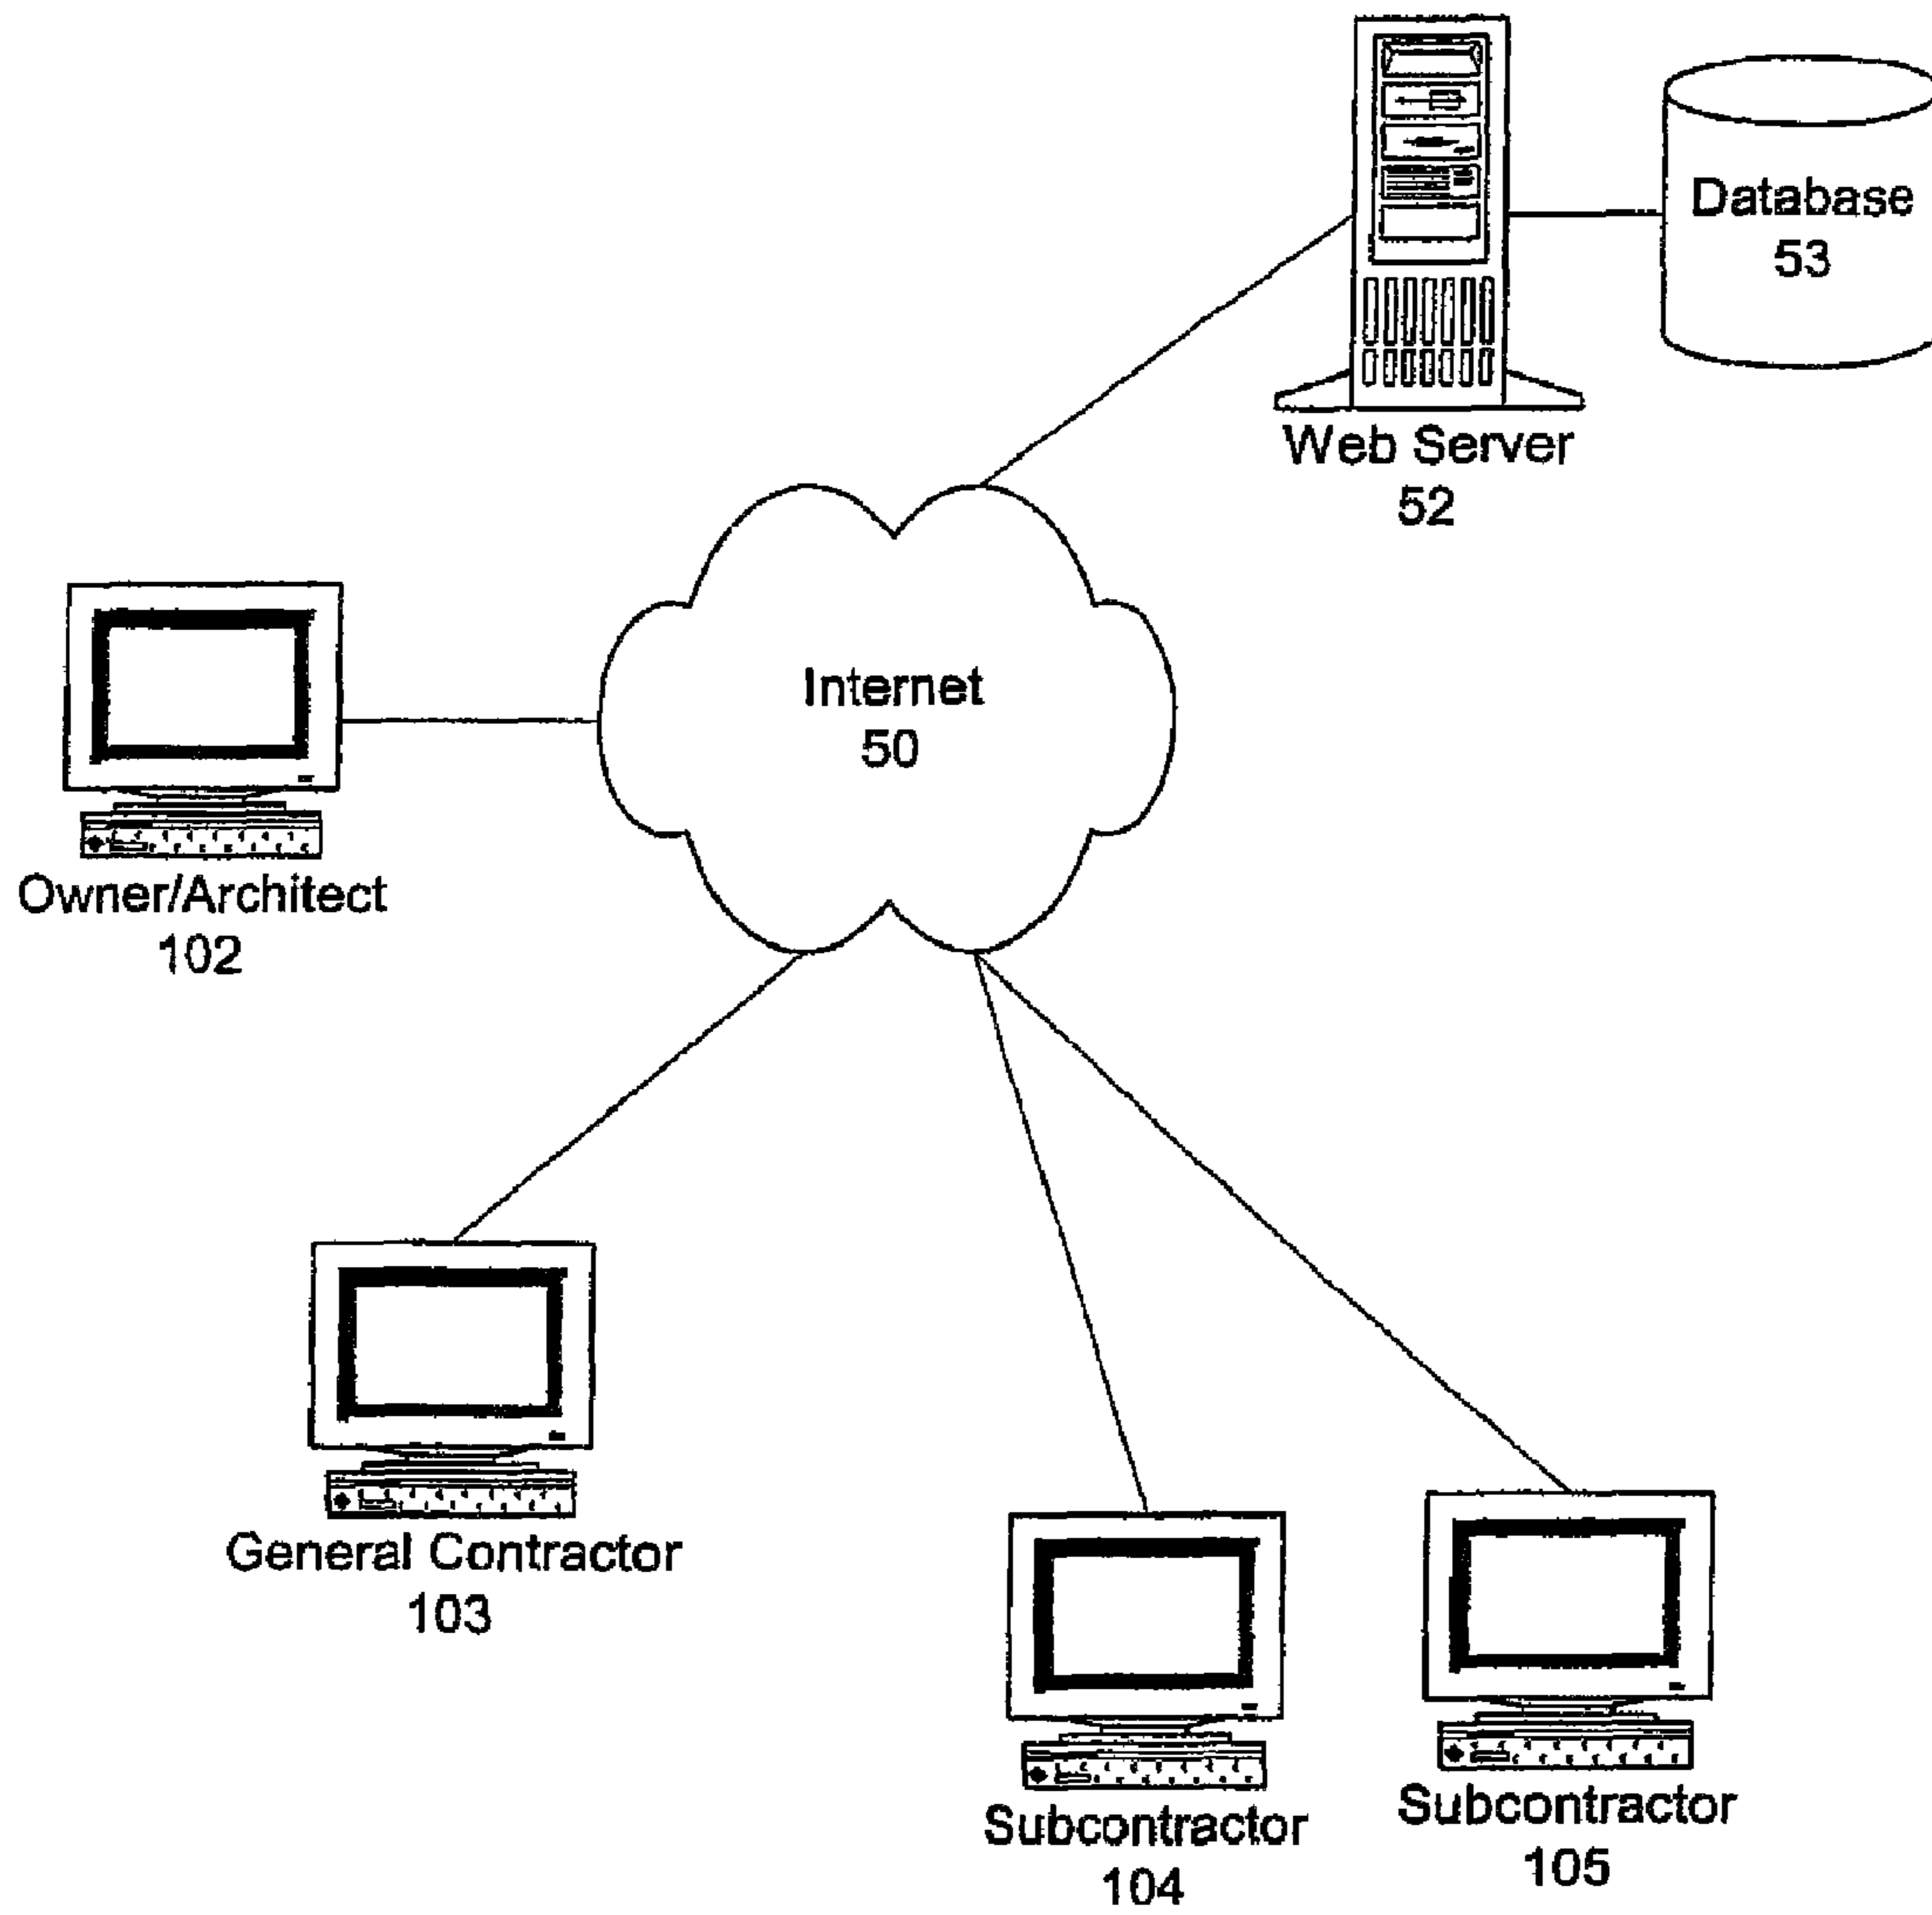 Database
53
Web Server
52
Internet
50
Owner/Architect
102
General Contractor
103
Subcontractor
104
Subcontractor
105